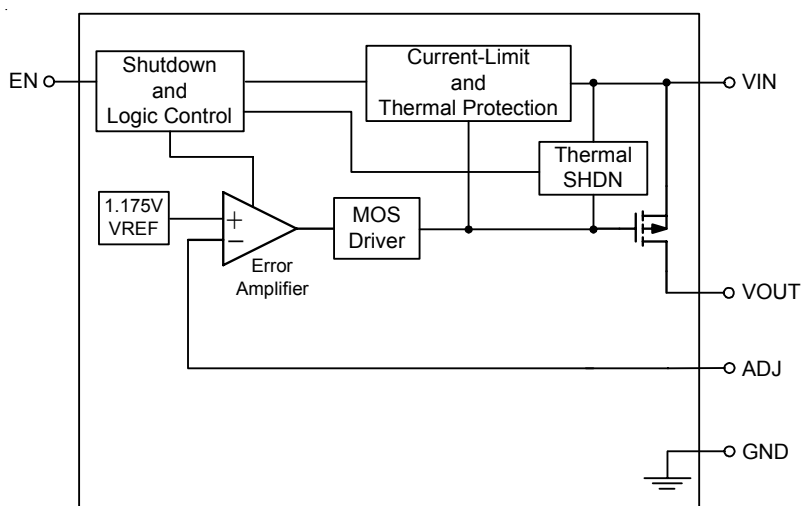 EN
Shutdown
and
Logic Control
Current-Limit
and
Thermal Protection
VIN
Thermal
SHDN
1.175V
VREF
+
−
MOS
Driver
Error
Amplifier
VOUT
ADJ
GND